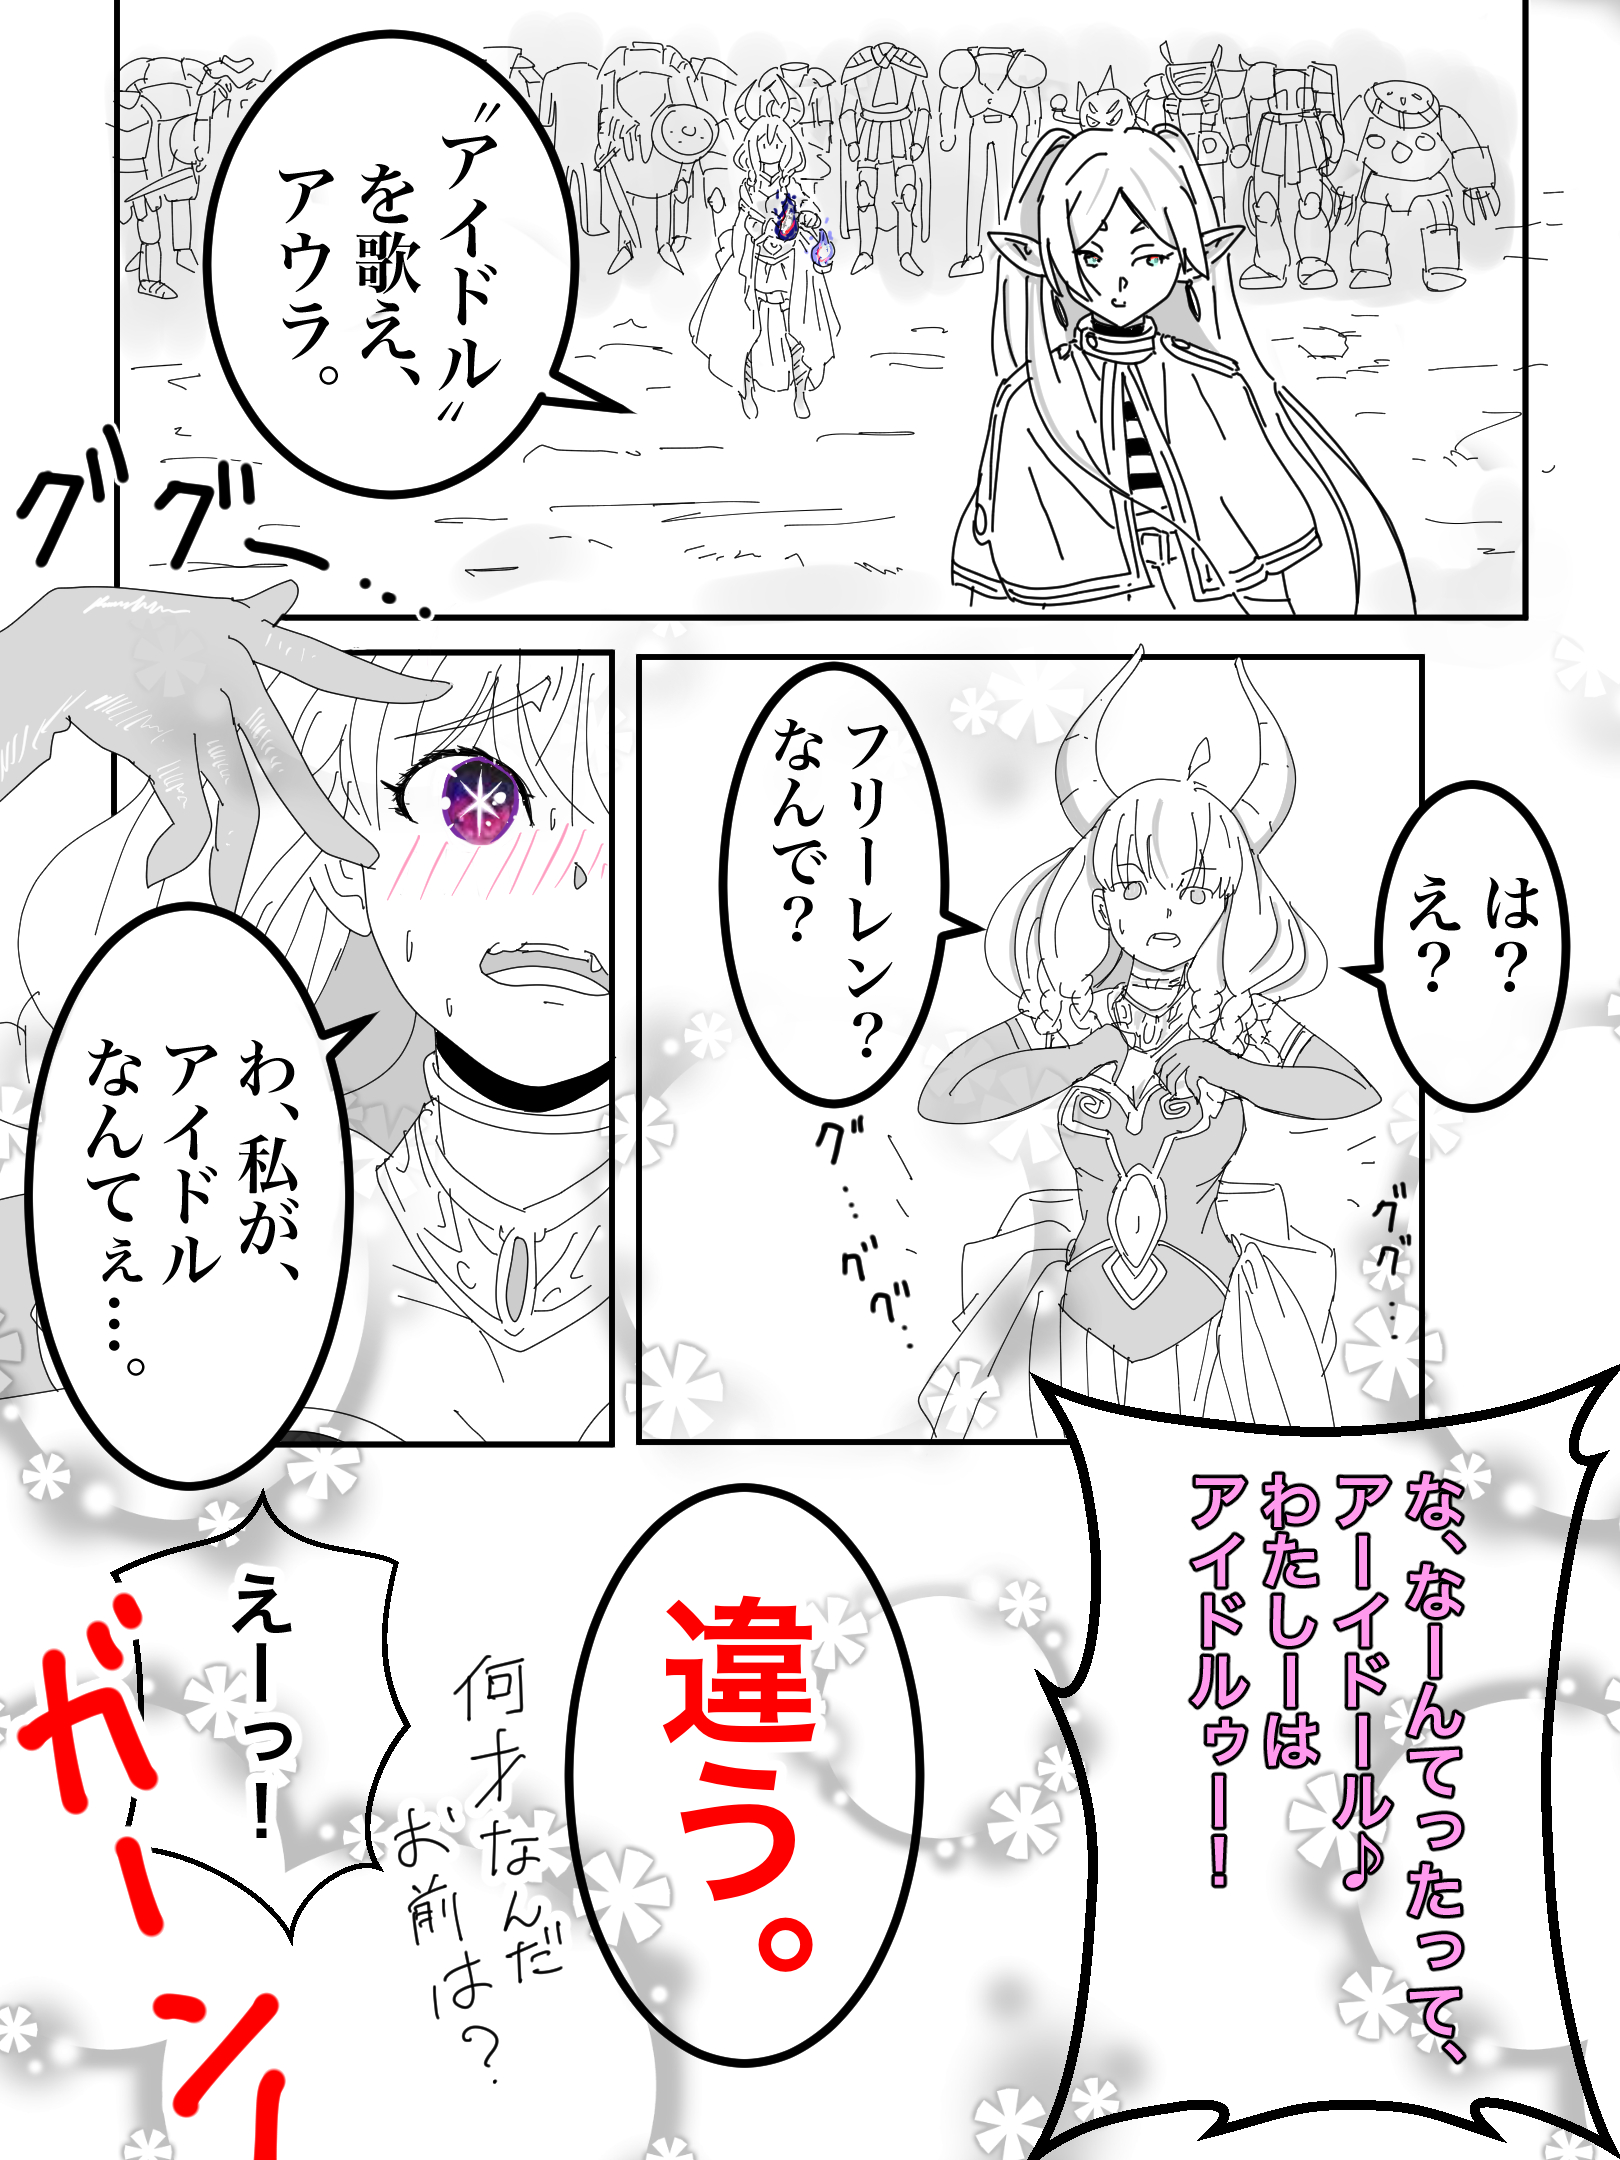 “アイドル”
を歌え、
アウラ。
ググー…
は?
え?
フリーレン?
なんで?
グ…ググ…
ググ…
わ、私が、
アイドル
なんてぇ…。
な、なーんてったって、
アーイドール♪
わたしーは
アイドルゥー!
違う。
何才なんだ
お前は?
えーっ!
ガーン